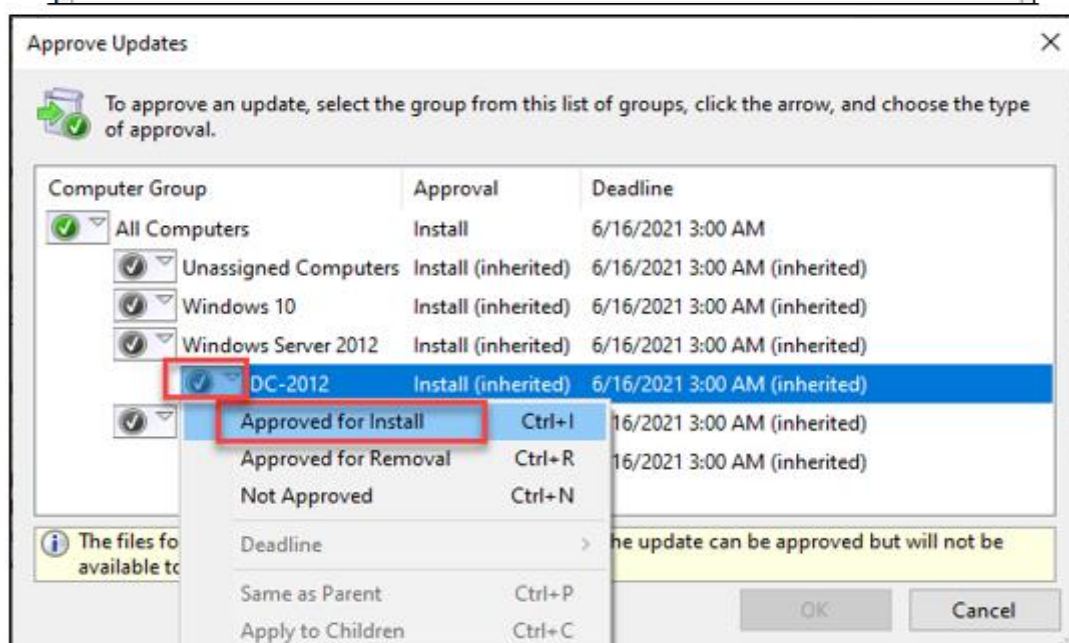 Approve Updates
To approve an update, select the group from this list of groups, click the arrow, and choose the type
of approval.
Computer Group Approval Deadline
All Computers Install 6/16/2021 3:00 AM
Unassigned Computers Install (inherited) 6/16/2021 3:00 AM (inherited)
Windows 10 Install (inherited) 6/16/2021 3:00 AM (inherited)
Windows Server 2012 Install (inherited) 6/16/2021 3:00 AM (inherited)
DC-2012 Install (inherited) 6/16/2021 3:00 AM (inherited)
Approved for Install Ctrl+I 16/2021 3:00 AM (inherited)
Approved for Removal Ctrl+R 16/2021 3:00 AM (inherited)
Not Approved Ctrl+N
The files fo Deadline he update can be approved but will not be
available to
Same as Parent Ctrl+P
OK Cancel
Apply to Children Ctrl+C